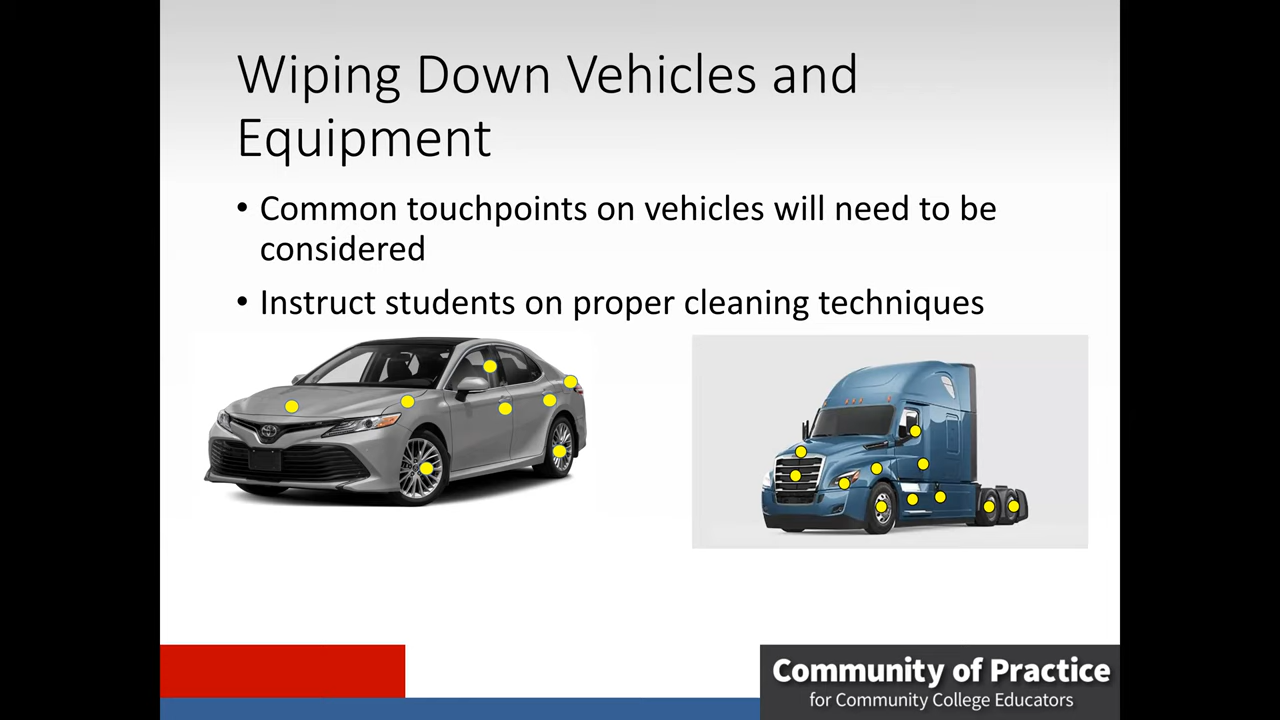 Wiping Down Vehicles and
Equipment
• Common touchpoints on vehicles will need to be
considered
• Instruct students on proper cleaning techniques
Community of Practice
for Community College Educators